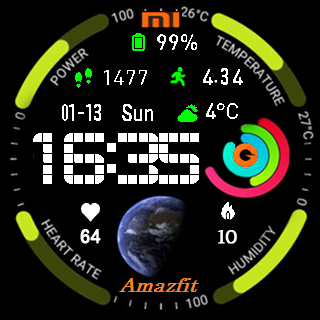 100
mi
26°C
99%
POWER
TEMPERATURE
1477
4.34
0
01-13 Sun 4°C
27°C
16:35
64
10
0
HEART RATE
HUMIDITY
Amazfit
100